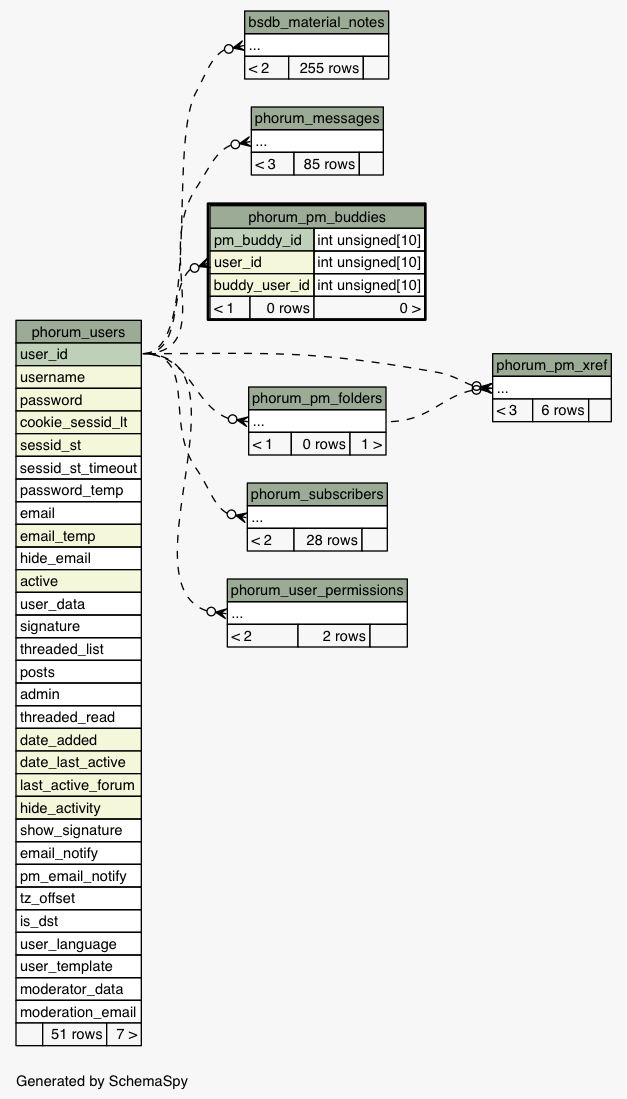 bsdb_material_notes
...
< 2 255 rows
phorum_messages
...
< 3 85 rows
phorum_pm_buddies
pm_buddy_id int unsigned[10]
user_id int unsigned[10]
buddy_user_id int unsigned[10]
< 1 0 rows 0 >
phorum_users
user_id
username
password
cookie_sessid_lt
sessid_st
sessid_st_timeout
password_temp
email
email_temp
hide_email
active
user_data
signature
threaded_list
posts
admin
threaded_read
date_added
date_last_active
last_active_forum
hide_activity
show_signature
email_notify
pm_email_notify
tz_offset
is_dst
user_language
user_template
moderator_data
moderation_email
51 rows 7 >
phorum_pm_xref
...
< 3 6 rows
phorum_pm_folders
...
< 1 0 rows 1 >
phorum_subscribers
...
< 2 28 rows
phorum_user_permissions
...
< 2 2 rows
Generated by SchemaSpy